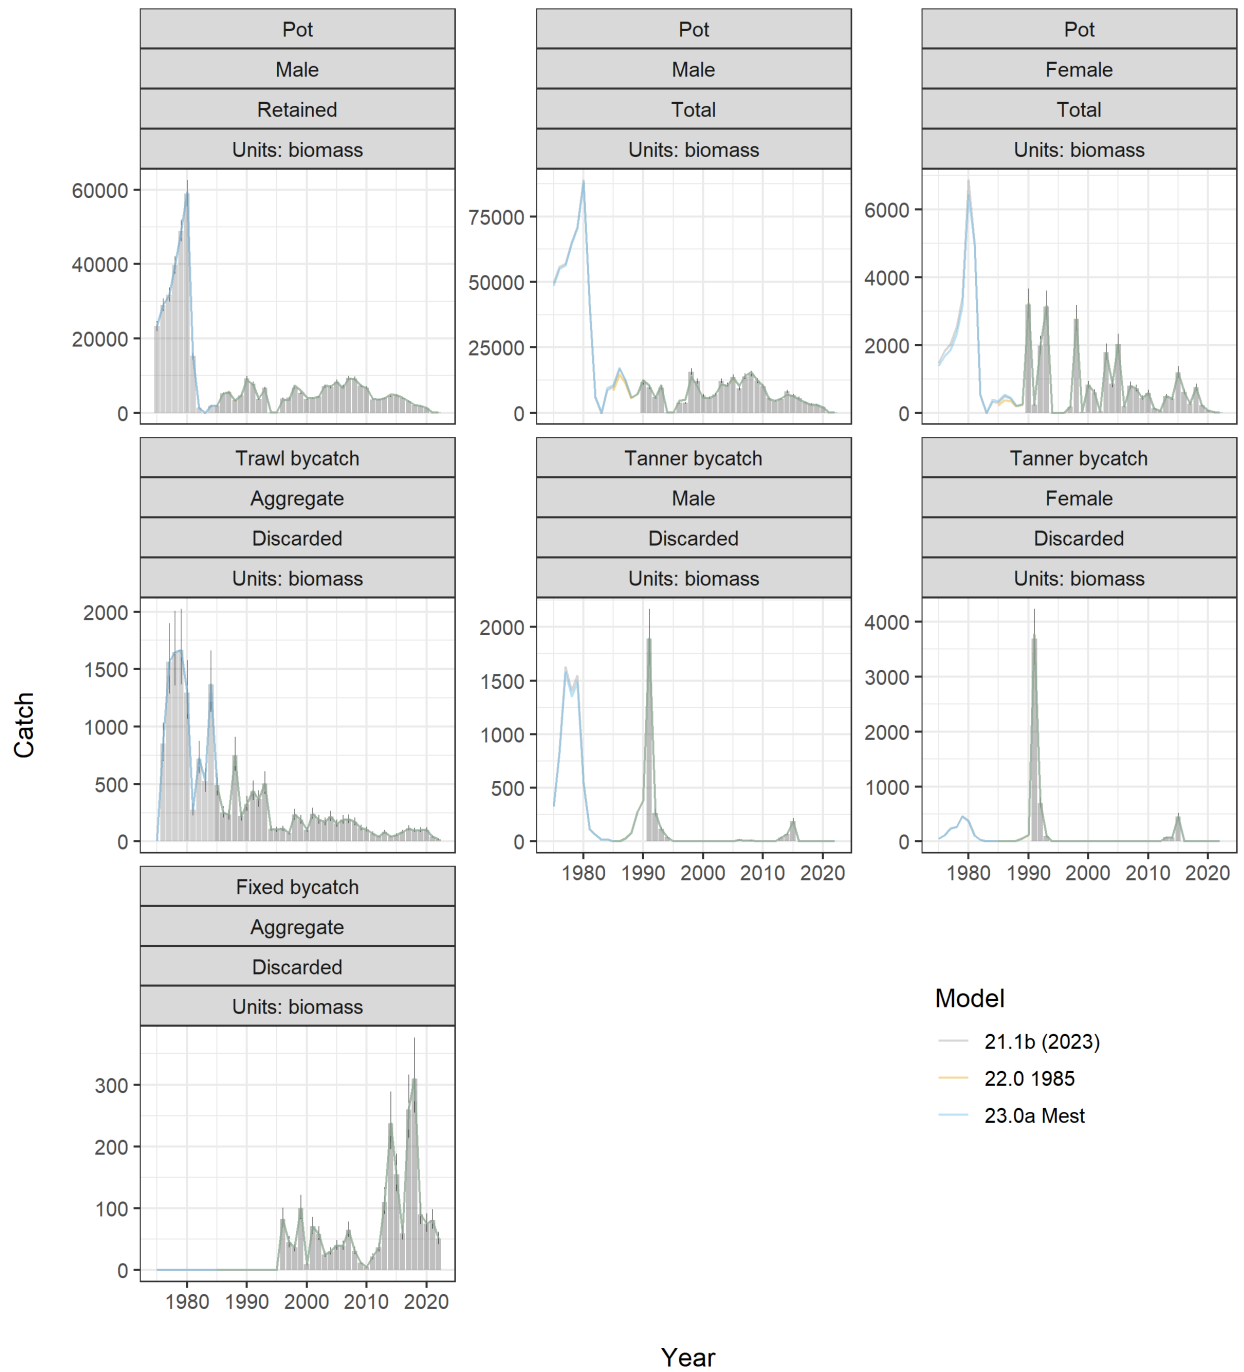 Pot
Male
Retained
Units: biomass
60000
40000
20000
0
Pot
Male
Total
Units: biomass
75000
50000
25000
0
Pot
Female
Total
Units: biomass
6000
4000
2000
0
Trawl bycatch
Aggregate
Discarded
Units: biomass
2000
1500
1000
500
0
Tanner bycatch
Male
Discarded
Units: biomass
2000
1500
1000
500
0
1980 1990 2000 2010 2020
Tanner bycatch
Female
Discarded
Units: biomass
4000
3000
2000
1000
0
1980 1990 2000 2010 2020
Fixed bycatch
Aggregate
Discarded
Units: biomass
300
200
100
0
1980 1990 2000 2010 2020
Catch
Year
Model
21.1b (2023)
22.0 1985
23.0a Mest